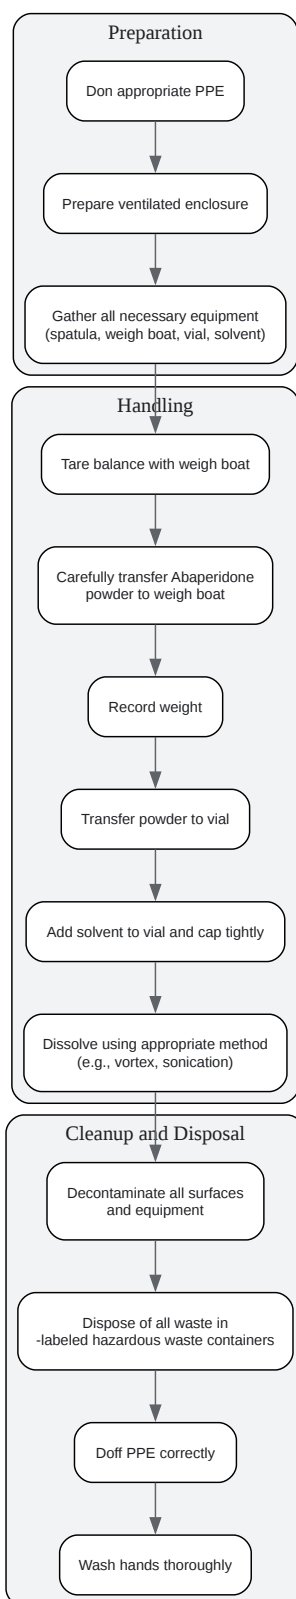 Preparation
Don appropriate PPE
Prepare ventilated enclosure
Gather all necessary equipment
(spatula, weigh boat, vial, solvent)
Handling
Tare balance with weigh boat
Carefully transfer Abaperidone
powder to weigh boat
Record weight
Transfer powder to vial
Add solvent to vial and cap tightly
Dissolve using appropriate method
(e.g., vortex, sonication)
Cleanup and Disposal
Decontaminate all surfaces
and equipment
Dispose of all waste in
-labeled hazardous waste containers
Doff PPE correctly
Wash hands thoroughly